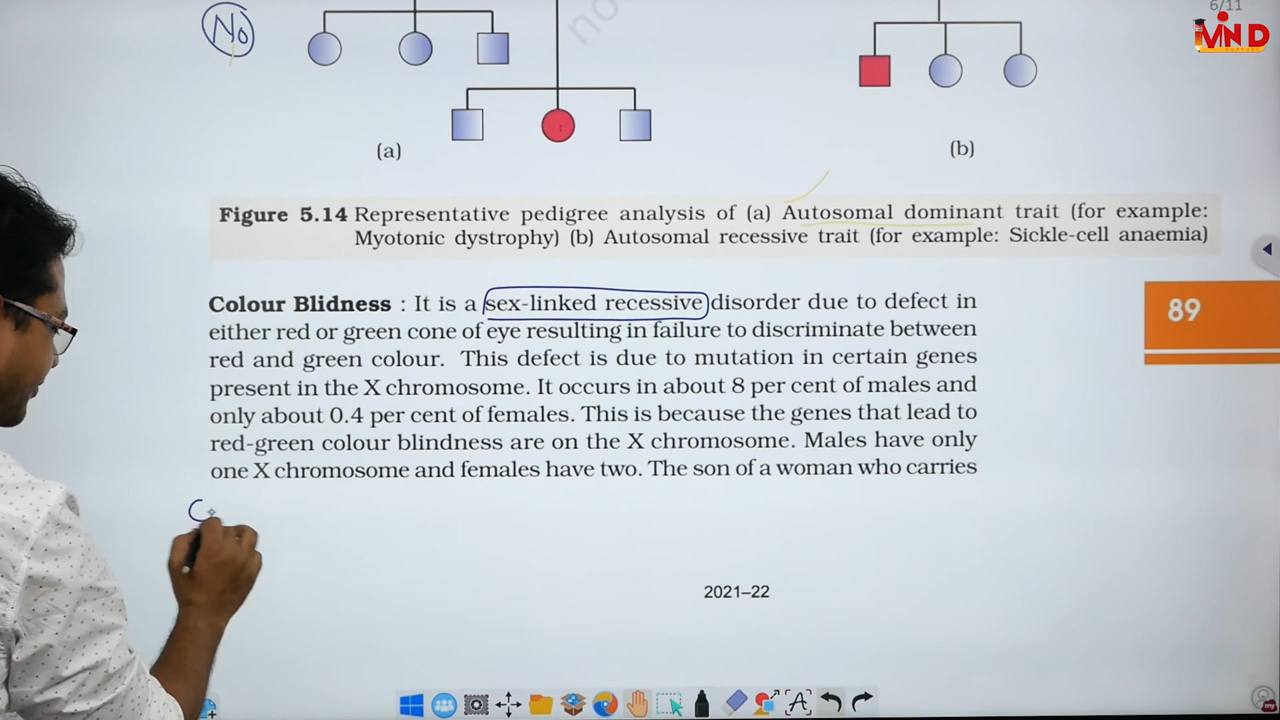 6/11
No
MIND
no
(a)
(b)
Figure 5.14 Representative pedigree analysis of (a) Autosomal dominant trait (for example:
Myotonic dystrophy) (b) Autosomal recessive trait (for example: Sickle-cell anaemia)
Colour Blidness : It is a sex-linked recessive disorder due to defect in
either red or green cone of eye resulting in failure to discriminate between
red and green colour. This defect is due to mutation in certain genes
present in the X chromosome. It occurs in about 8 per cent of males and
only about 0.4 per cent of females. This is because the genes that lead to
red-green colour blindness are on the X chromosome. Males have only
one X chromosome and females have two. The son of a woman who carries
89
C
2021–22